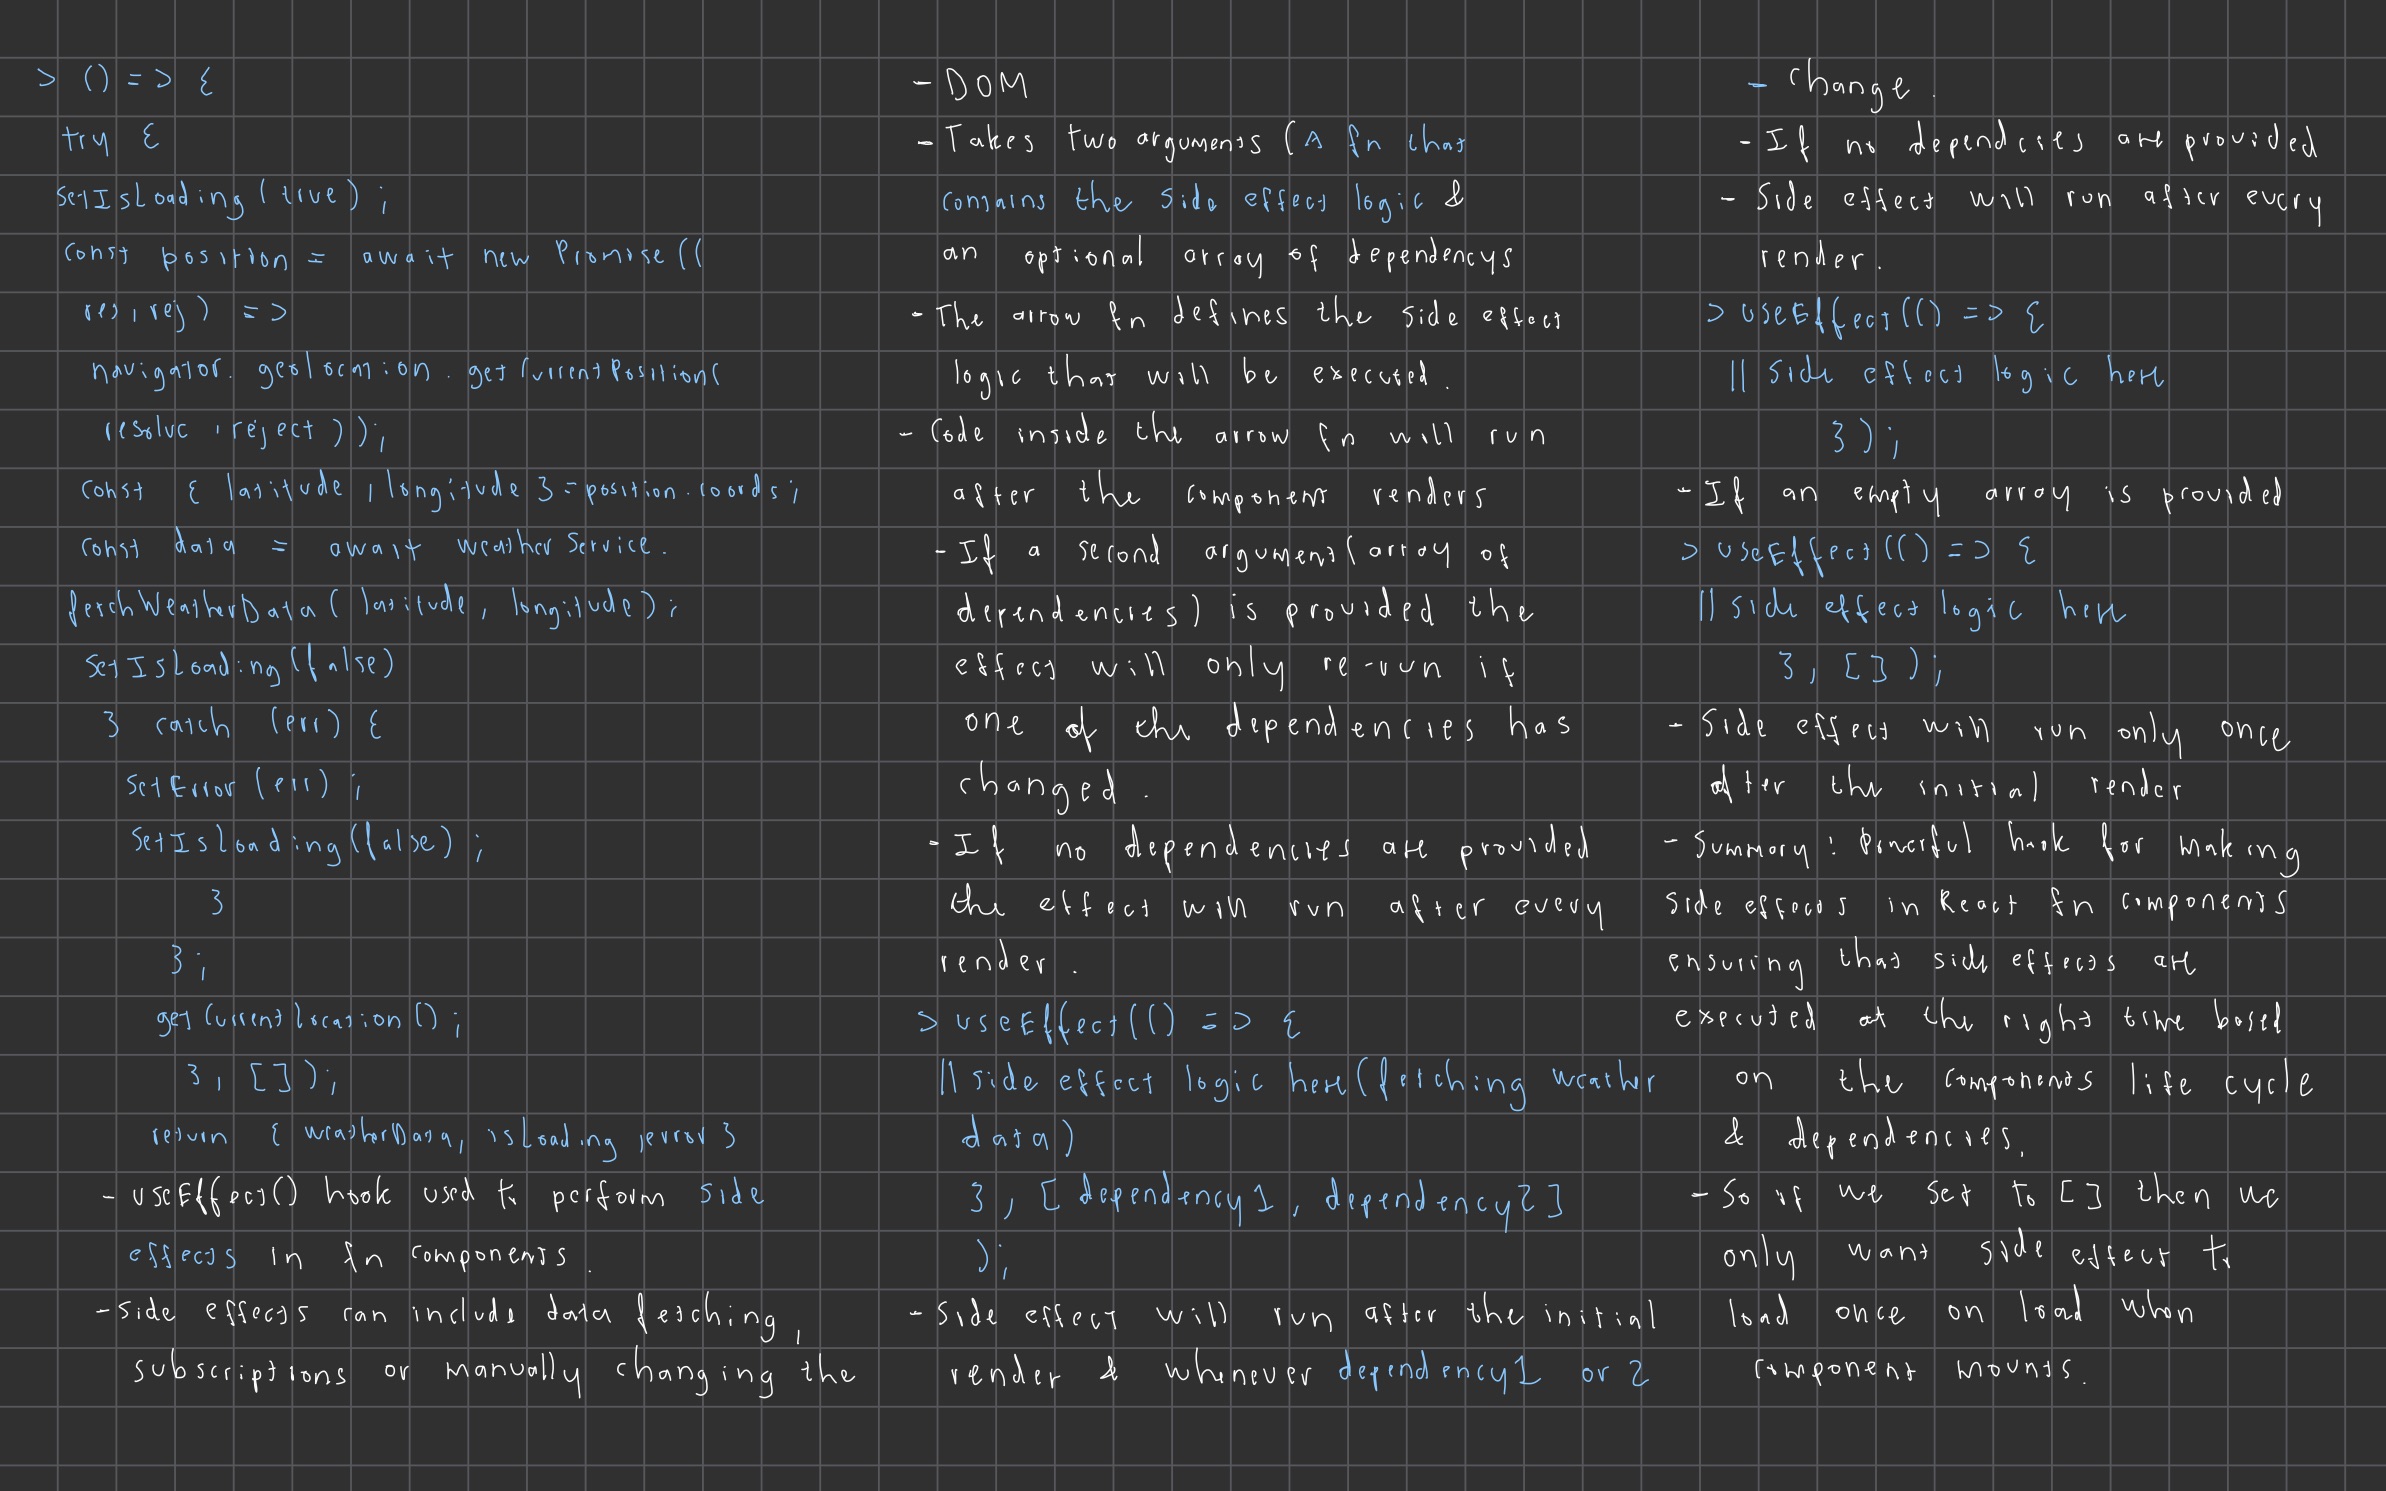 > () => {
try {
setIsLoading (true) ;
const position = await new Promise ((
res, rej) =>
navigator. geolocation . getCurrentPosition(
resolve , reject ) ) ;
const { latitude , longitude } = position . coords ;
const data = await weatherService .
fetchWeatherData ( latitude , longitude ) ;
setIsLoading (false)
} catch (err) {
setError (err) ;
setIsLoading (false) ;
}
} ;
getCurrentlocation () ;
} , [ ] ) ;
return { weatherData, isLoading , error }
- useEffect() hook used to perform side
effects in fn components .
- side effects can include data fetching ,
subscriptions or manually changing the
- DOM
- Takes two arguments (A fn that
contains the side effect logic &
an optional array of dependencys
- The arrow fn defines the side effect
logic that will be executed .
- Code inside the arrow fn will run
after the component renders
- If a second argument (array of
dependencies) is provided the
effect will only re-run if
one of the dependencies has
changed .
- If no dependencies are provided
the effect will run after every
render .
> useEffect (() => {
// side effect logic here (fetching weather
data)
} , [ dependency1 , dependency2 ]
) ;
- Side effect will run after the initial
render & whenever dependency1 or 2
- change .
- If no dependcies are provided
- Side effect will run after every
render .
> useEffect (() => {
// side effect logic here
} ) ;
- If an empty array is provided
> useEffect (() => {
// side effect logic here
} , [ ] ) ;
- Side effect will run only once
after the initial render
- Summary : Powerful hook for making
side effects in React fn components
ensuring that side effects are
executed at the right time based
on the components life cycle
& dependencies .
- So if we set to [ ] then we
only want side effect to
load once on load when
component mounts .